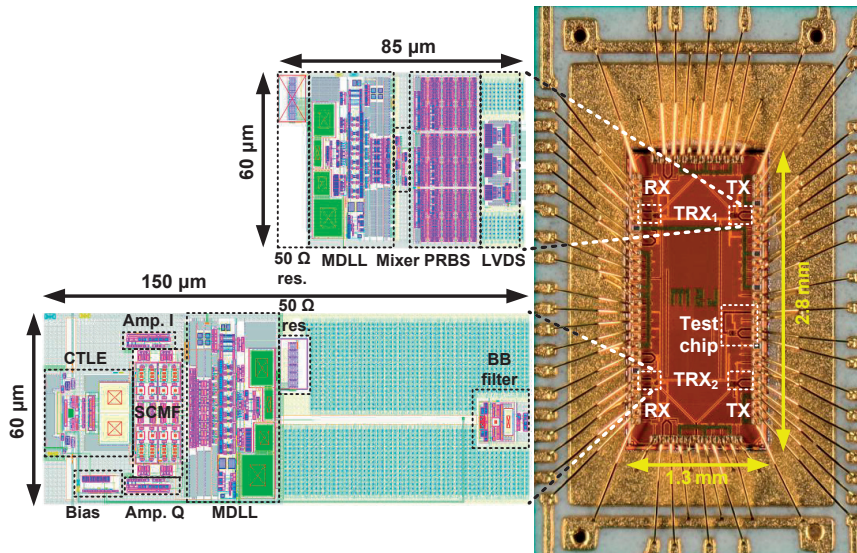 85 µm
60 µm
50 Ω
res.
MDLL
Mixer
PRBS
LVDS
150 µm
60 µm
CTLE
Amp. I
50 Ω
res.
SCMF
BB
filter
Bias
Amp. Q
MDLL
RX
TX
TRX₁
Test
chip
TRX₂
RX
TX
2.8 mm
1.3 mm